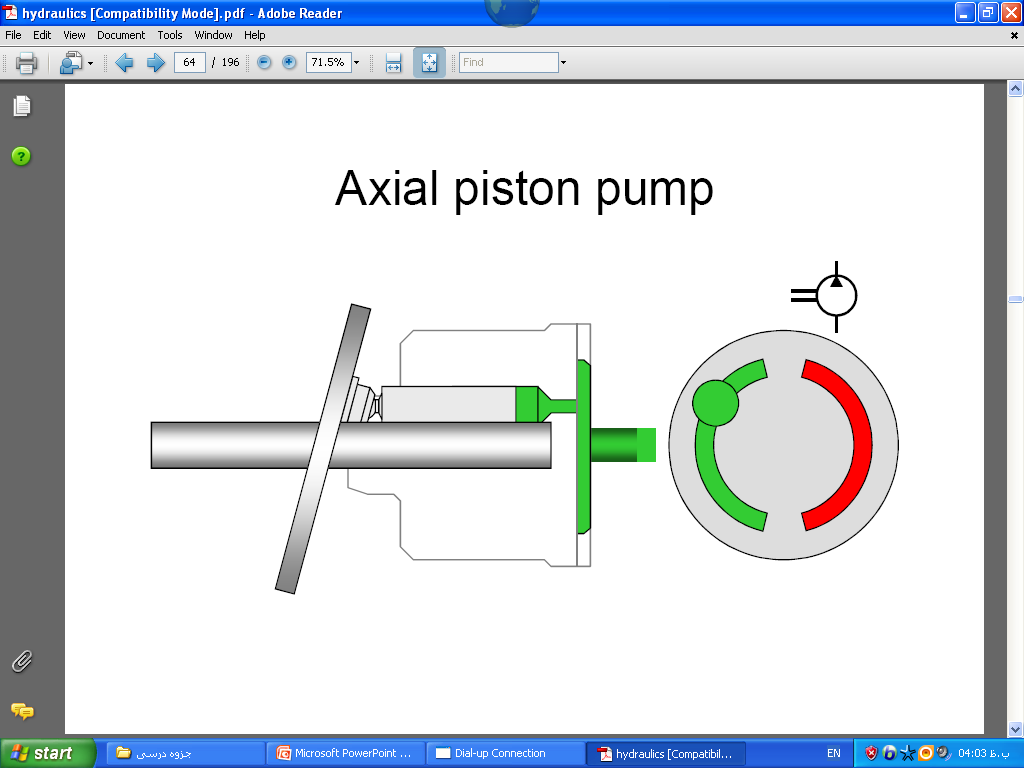 hydraulics [Compatibility Mode].pdf - Adobe Reader
File Edit View Document Tools Window Help
64 / 196 71.5% Find
Axial piston pump
start جزوه درسی Microsoft PowerPoint ... Dial-up Connection hydraulics [Compatibil... EN 04:03 ب.ظ